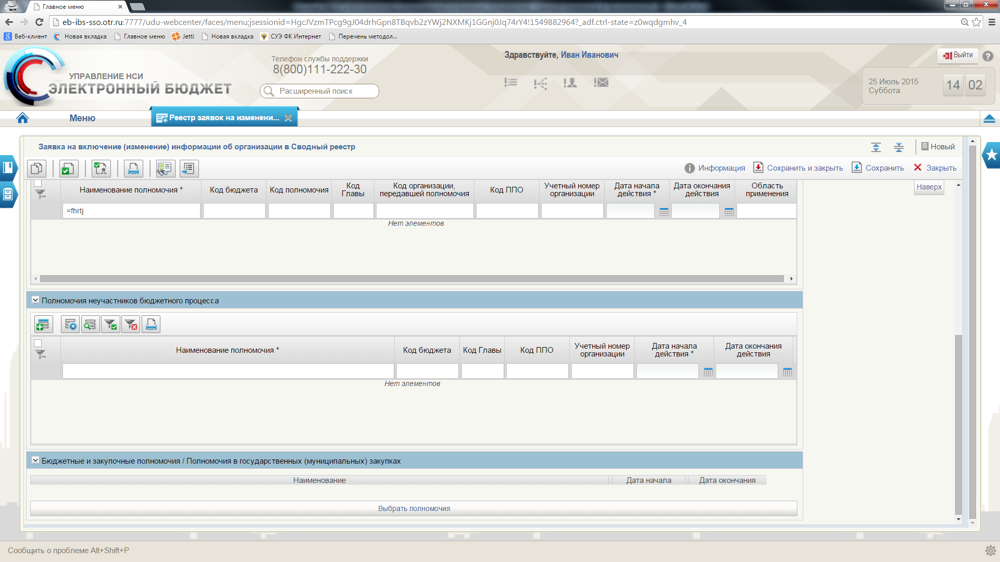 Главное меню
eb-ibs-sso.otr.ru:7777/udu-webcenter/faces/menu;jsessionid=HgcJVzmTPcg9gJ04drhGpn8TBqvb2zYWj2NXMKj1GGnj0Jq74rY4!1549882964?_adf.ctrl-state=z0wqdgmhv_4
Веб-клиент Новая вкладка Главное меню Jetti Новая вкладка СУЭ ФК Интернет Перечень методол...
УПРАВЛЕНИЕ НСИ
ЭЛЕКТРОННЫЙ БЮДЖЕТ
Телефон службы поддержки
8(800)111-222-30
Расширенный поиск
Здравствуйте, Иван Иванович
Выйти
25 Июль 2015
Суббота
14 02
Меню
Реестр заявок на изменени...
Заявка на включение (изменение) информации об организации в Сводный реестр
Новый
Информация Сохранить и закрыть Сохранить Закрыть
Наверх
Наименование полномочия * Код бюджета Код полномочия Код Главы Код организации, передавшей полномочия Код ППО Учетный номер организации Дата начала действия * Дата окончания действия Область применения
=fhrtj
Нет элементов
Полномочия неучастников бюджетного процесса
Наименование полномочия * Код бюджета Код Главы Код ППО Учетный номер организации Дата начала действия * Дата окончания действия
Нет элементов
Бюджетные и закупочные полномочия / Полномочия в государственных (муниципальных) закупках
Наименование Дата начала Дата окончания
Выбрать полномочия
Сообщить о проблеме Alt+Shift+P